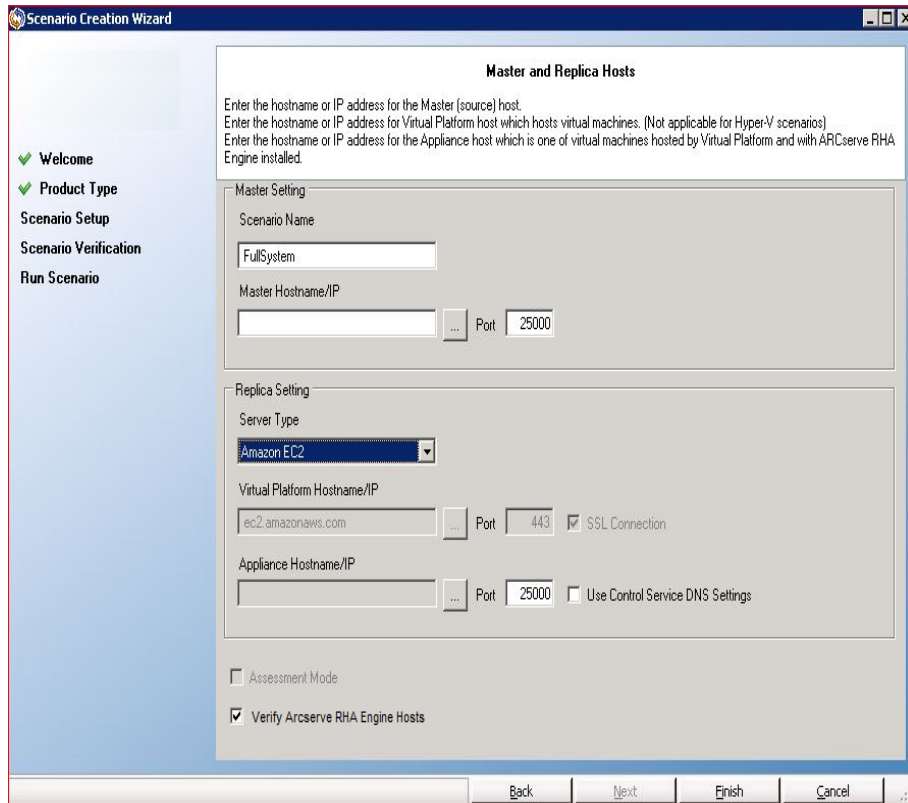 Scenario Creation Wizard
Master and Replica Hosts
Enter the hostname or IP address for the Master (source) host.
Enter the hostname or IP address for Virtual Platform host which hosts virtual machines. (Not applicable for Hyper-V scenarios)
Enter the hostname or IP address for the Appliance host which is one of virtual machines hosted by Virtual Platform and with ARCserve RHA
Engine installed.
Welcome
Product Type
Scenario Setup
Scenario Verification
Run Scenario
Master Setting
Scenario Name
FullSystem
Master Hostname/IP
... Port 25000
Replica Setting
Server Type
Amazon EC2
Virtual Platform Hostname/IP
ec2.amazonaws.com ... Port 443 SSL Connection
Appliance Hostname/IP
... Port 25000 Use Control Service DNS Settings
Assessment Mode
Verify Arcserve RHA Engine Hosts
Back Next Finish Cancel